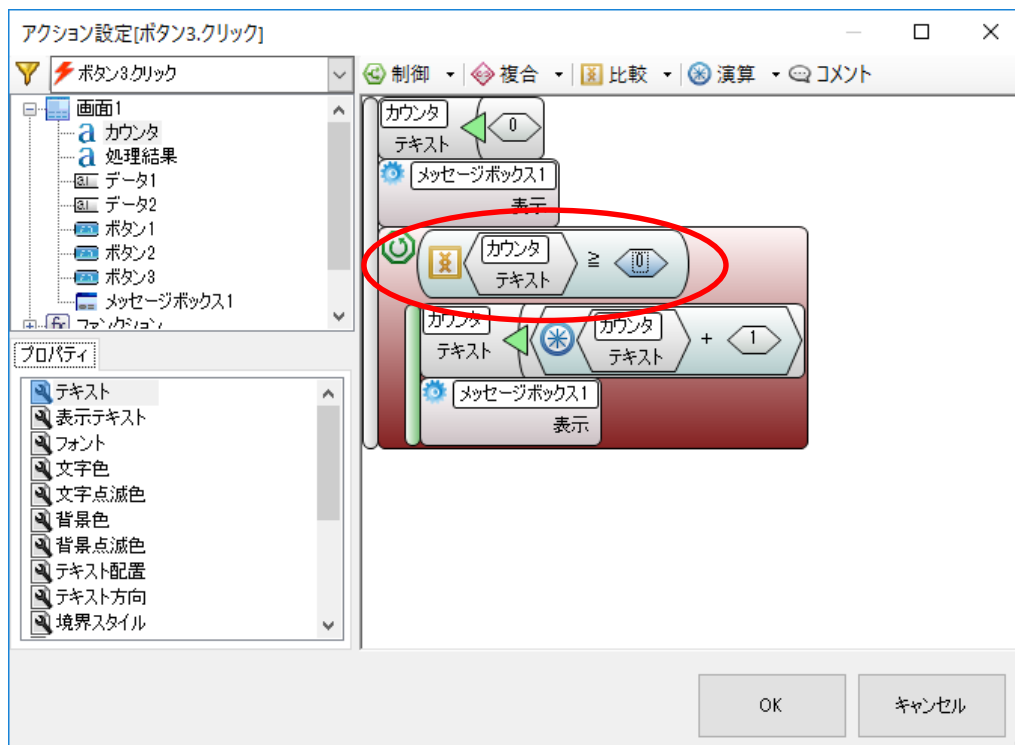 アクション設定[ボタン3.クリック]
ボタン3.クリック
制御 複合 比較 演算 コメント
画面1
カウンタ
処理結果
データ1
データ2
ボタン1
ボタン2
ボタン3
メッセージボックス1
ファンクション
プロパティ
テキスト
表示テキスト
フォント
文字色
文字点滅色
背景色
背景点滅色
テキスト配置
テキスト方向
境界スタイル
カウンタ
テキスト
0
メッセージボックス1
表示
カウンタ
テキスト
≧ 0
カウンタ
テキスト
カウンタ
テキスト
+ 1
メッセージボックス1
表示
OK キャンセル